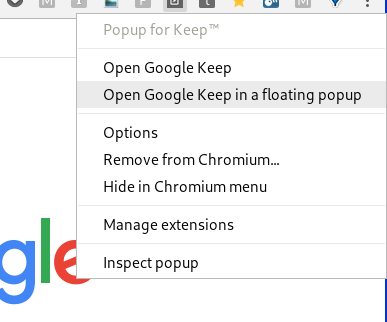 M
T
P
t
M
Popup for Keep™
Open Google Keep
Open Google Keep in a floating popup
Options
Remove from Chromium...
Hide in Chromium menu
Manage extensions
Inspect popup
gle